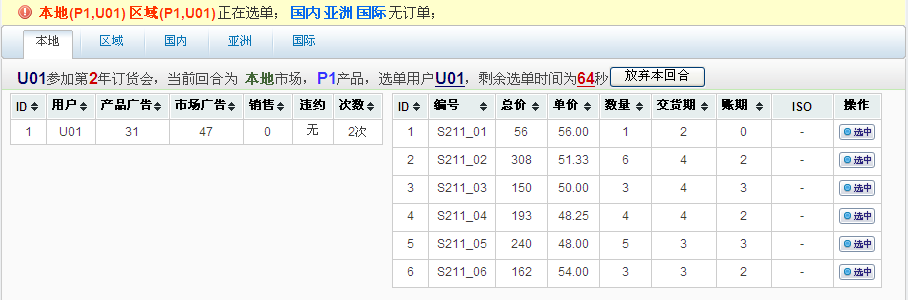 本地(P1,U01) 区域(P1,U01)正在选单； 国内 亚洲 国际 无订单；
本地 区域 国内 亚洲 国际
U01参加第2年订货会，当前回合为 本地市场，P1产品，选单用户U01，剩余选单时间为64秒 放弃本回合
ID 用户 产品广告 市场广告 销售 违约 次数
1 U01 31 47 0 无 2次
ID 编号 总价 单价 数量 交货期 账期 ISO 操作
1 S211_01 56 56.00 1 2 0 - 选中
2 S211_02 308 51.33 6 4 2 - 选中
3 S211_03 150 50.00 3 4 3 - 选中
4 S211_04 193 48.25 4 4 2 - 选中
5 S211_05 240 48.00 5 3 3 - 选中
6 S211_06 162 54.00 3 3 2 - 选中